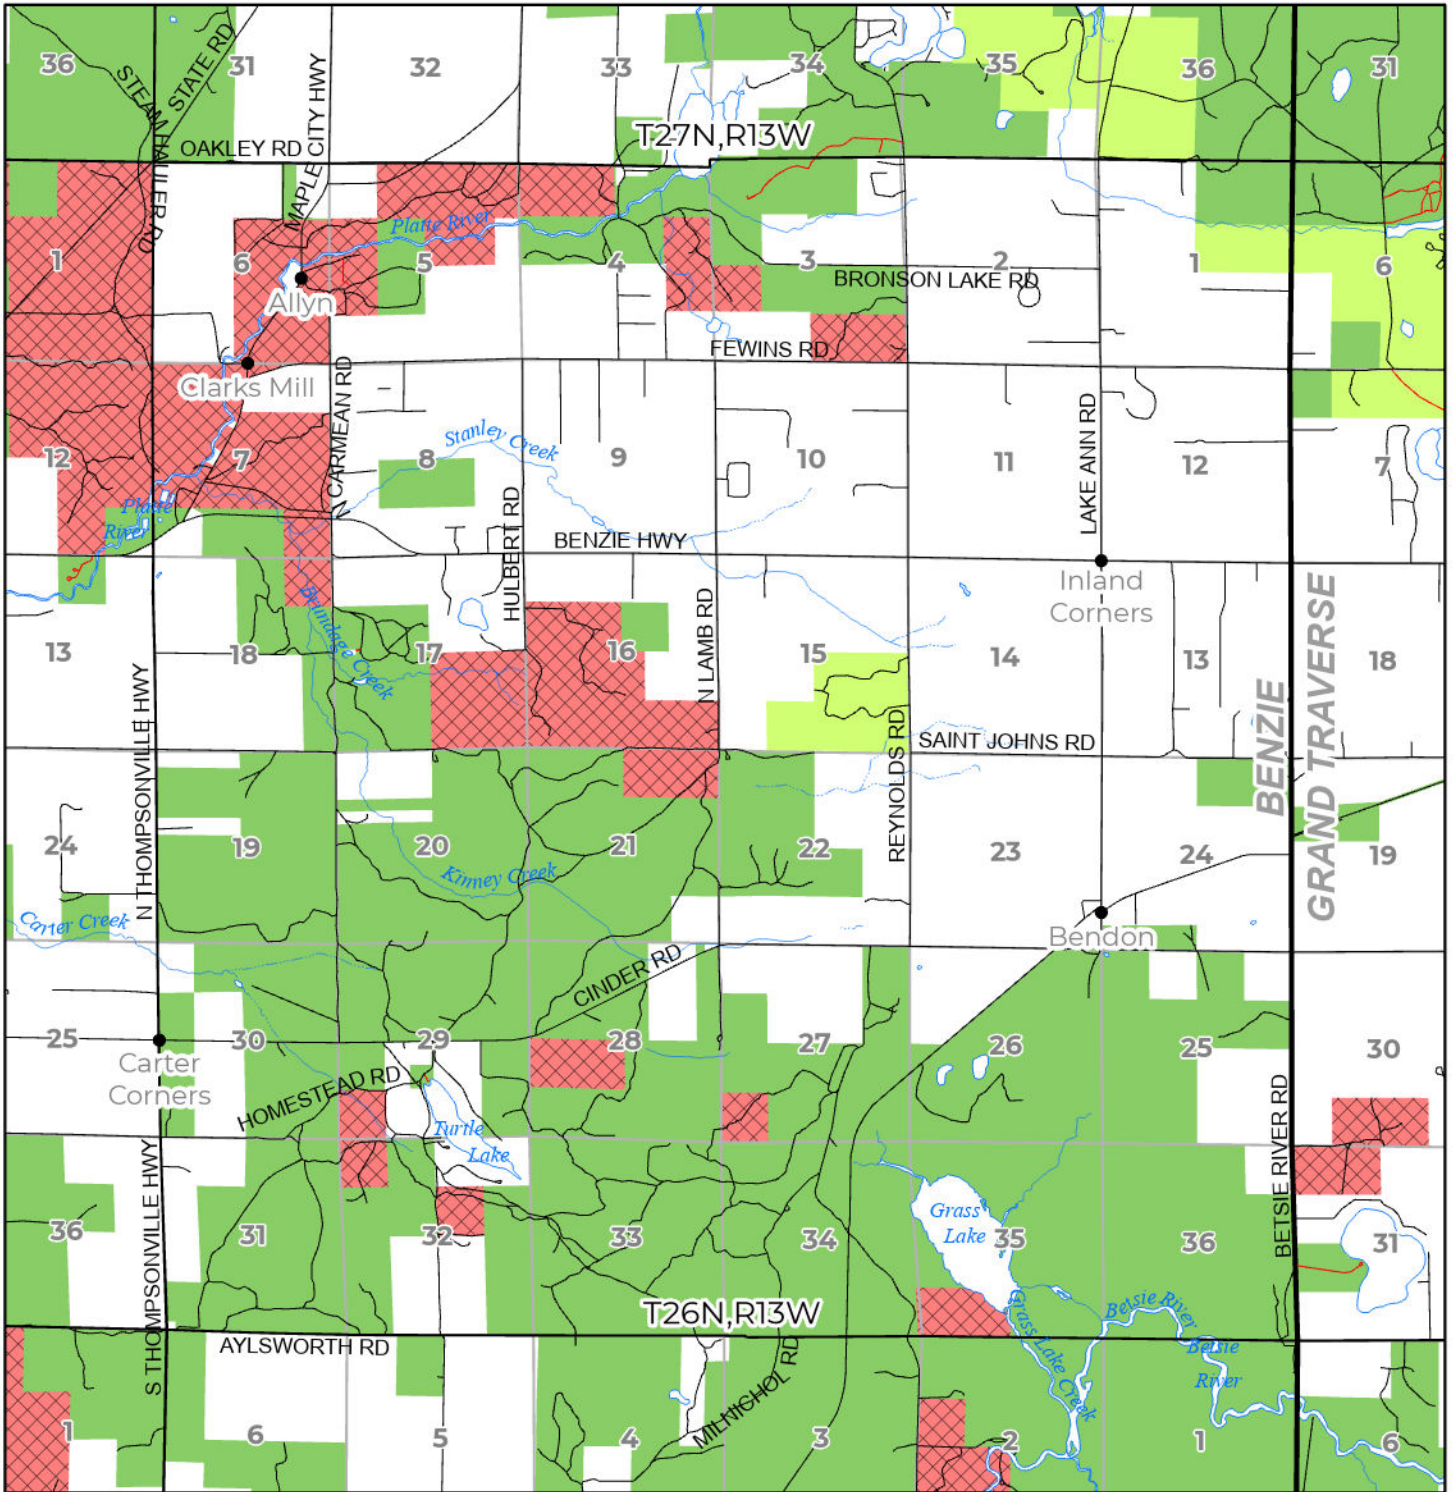 36
31
32
33
34
35
36
31
STEAM HAULER RD
STATE RD
MAPLE CITY HWY
T27N,R13W
OAKLEY RD
Platte River
1
6
5
4
3
2
1
6
BRONSON LAKE RD
Allyn
FEWINS RD
Clarks Mill
N CARMEAN RD
LAKE ANN RD
Stanley Creek
12
7
8
9
10
11
12
7
Platte
River
HULBERT RD
BENZIE HWY
Inland
Corners
Brundage Creek
N LAMB RD
13
18
17
16
15
14
13
18
N THOMPSONVILLE HWY
REYNOLDS RD
SAINT JOHNS RD
BENZIE
GRAND TRAVERSE
24
19
20
21
22
23
24
19
Kinney Creek
Carter Creek
Bendon
CINDER RD
25
30
29
28
27
26
25
30
Carter
Corners
HOMESTEAD RD
Turtle
Lake
BETSIE RIVER RD
S THOMPSONVILLE HWY
Grass
Lake
36
31
32
33
34
35
36
31
T26N,R13W
Grass Lake Creek
Betsie River
Betsie
River
AYLSWORTH RD
MILNICHOL RD
1
6
5
4
3
2
1
6